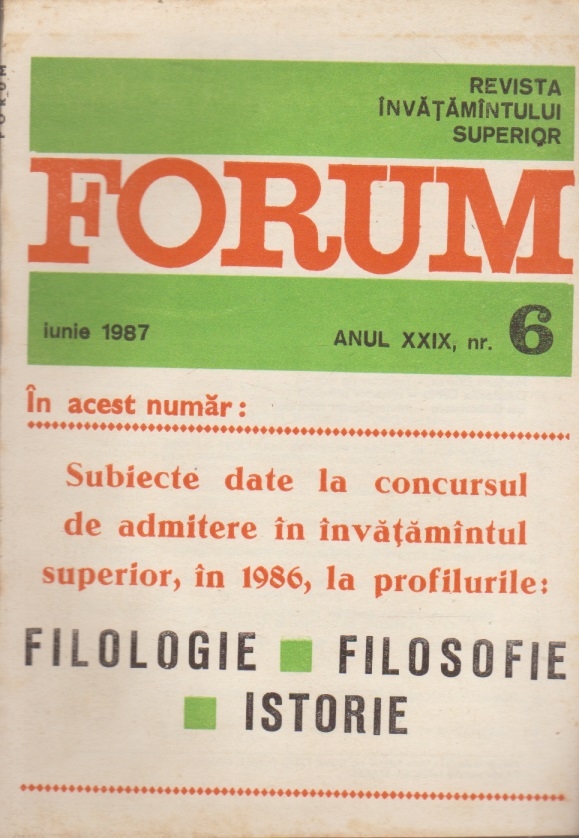 FORUM
REVISTA
ÎNVĂȚĂMÎNTULUI
SUPERIOR
FORUM
iunie 1987
ANUL XXIX, nr. 6
În acest număr:
Subiecte date la concursul
de admitere în învățămîntul
superior, în 1986, la profilurile:
FILOLOGIE ■ FILOSOFIE
■ ISTORIE